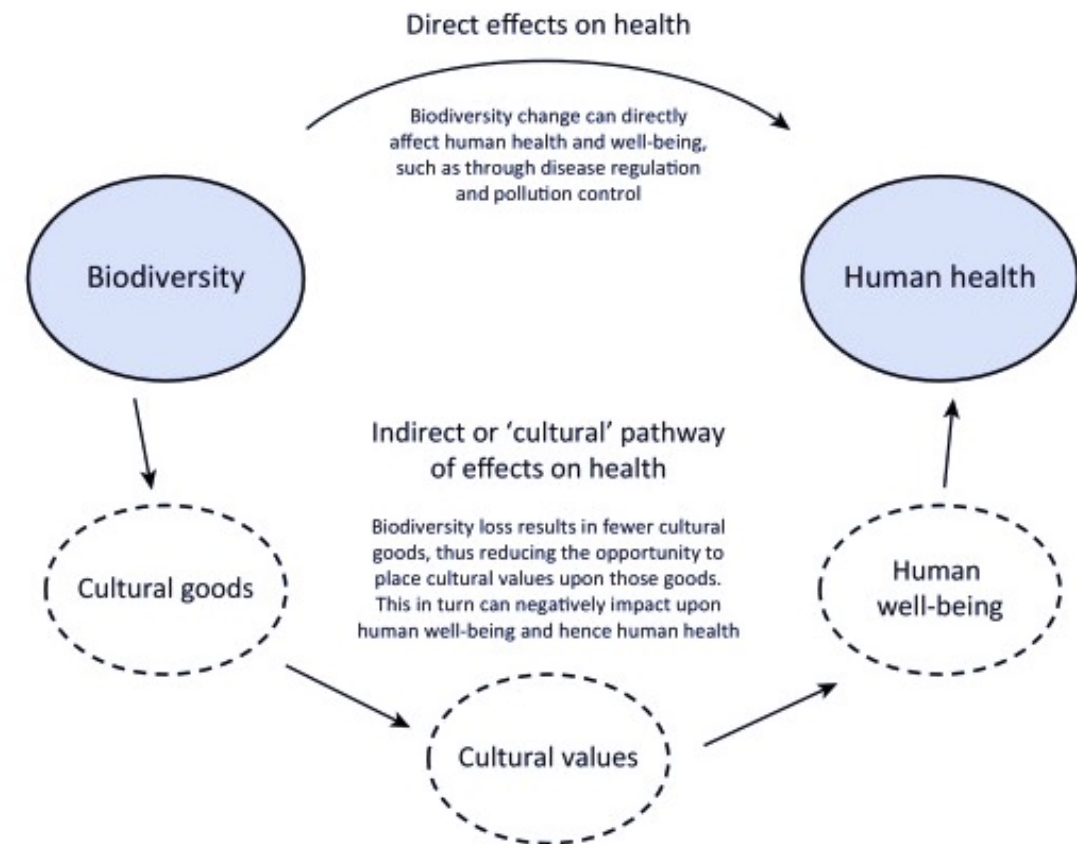 Direct effects on health
Biodiversity change can directly
affect human health and well-being,
such as through disease regulation
and pollution control
Biodiversity
Human health
Indirect or ‘cultural’ pathway
of effects on health
Biodiversity loss results in fewer cultural
goods, thus reducing the opportunity to
place cultural values upon those goods.
This in turn can negatively impact upon
human well-being and hence human health
Cultural goods
Human
well-being
Cultural values